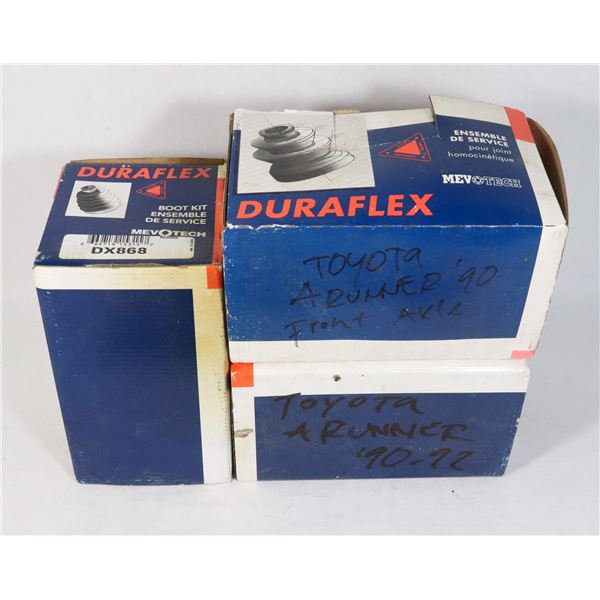 DURAFLEX
BOOT KIT
ENSEMBLE
DE SERVICE
MEVOTECH
DX868
ENSEMBLE
DE SERVICE
pour joint
homocinétique
MEVOTECH
DURAFLEX
TOYOTA
4RUNNER '90
Front Axle
TOYOTA
4RUNNER
'90-92